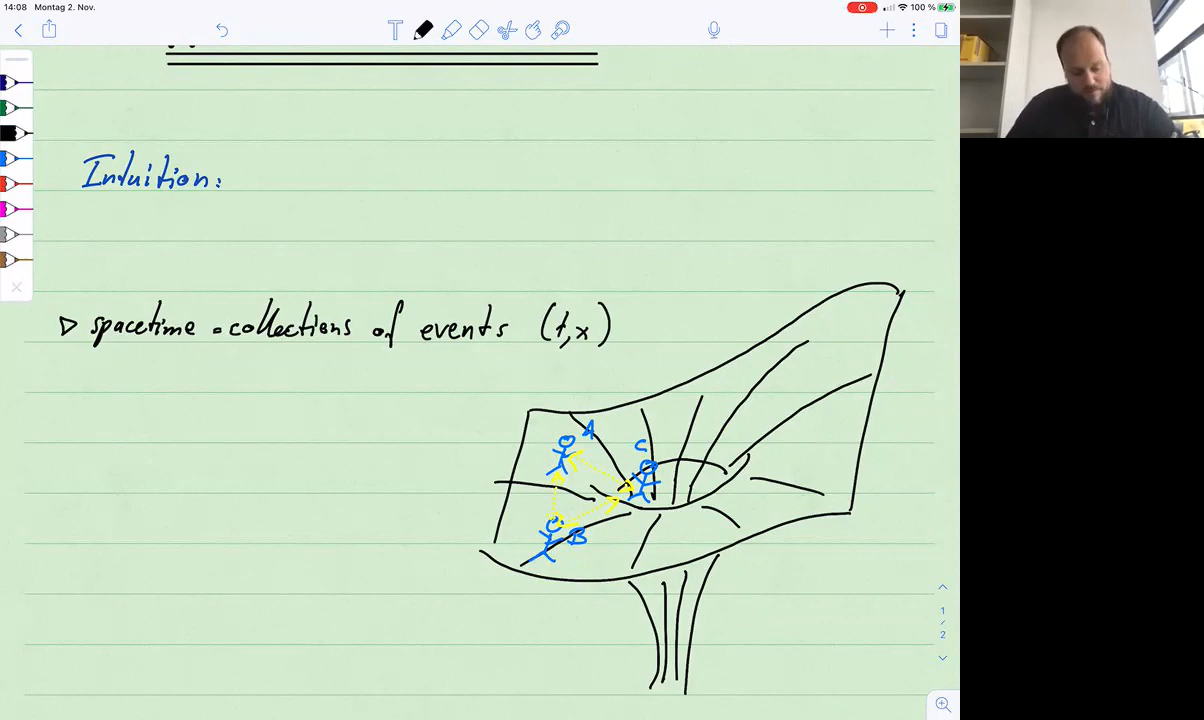 14:08 Montag 2. Nov.
100 %
T
Intuition:
▷ spacetime = collections of events (t,x)
A
C
B
1
/
2